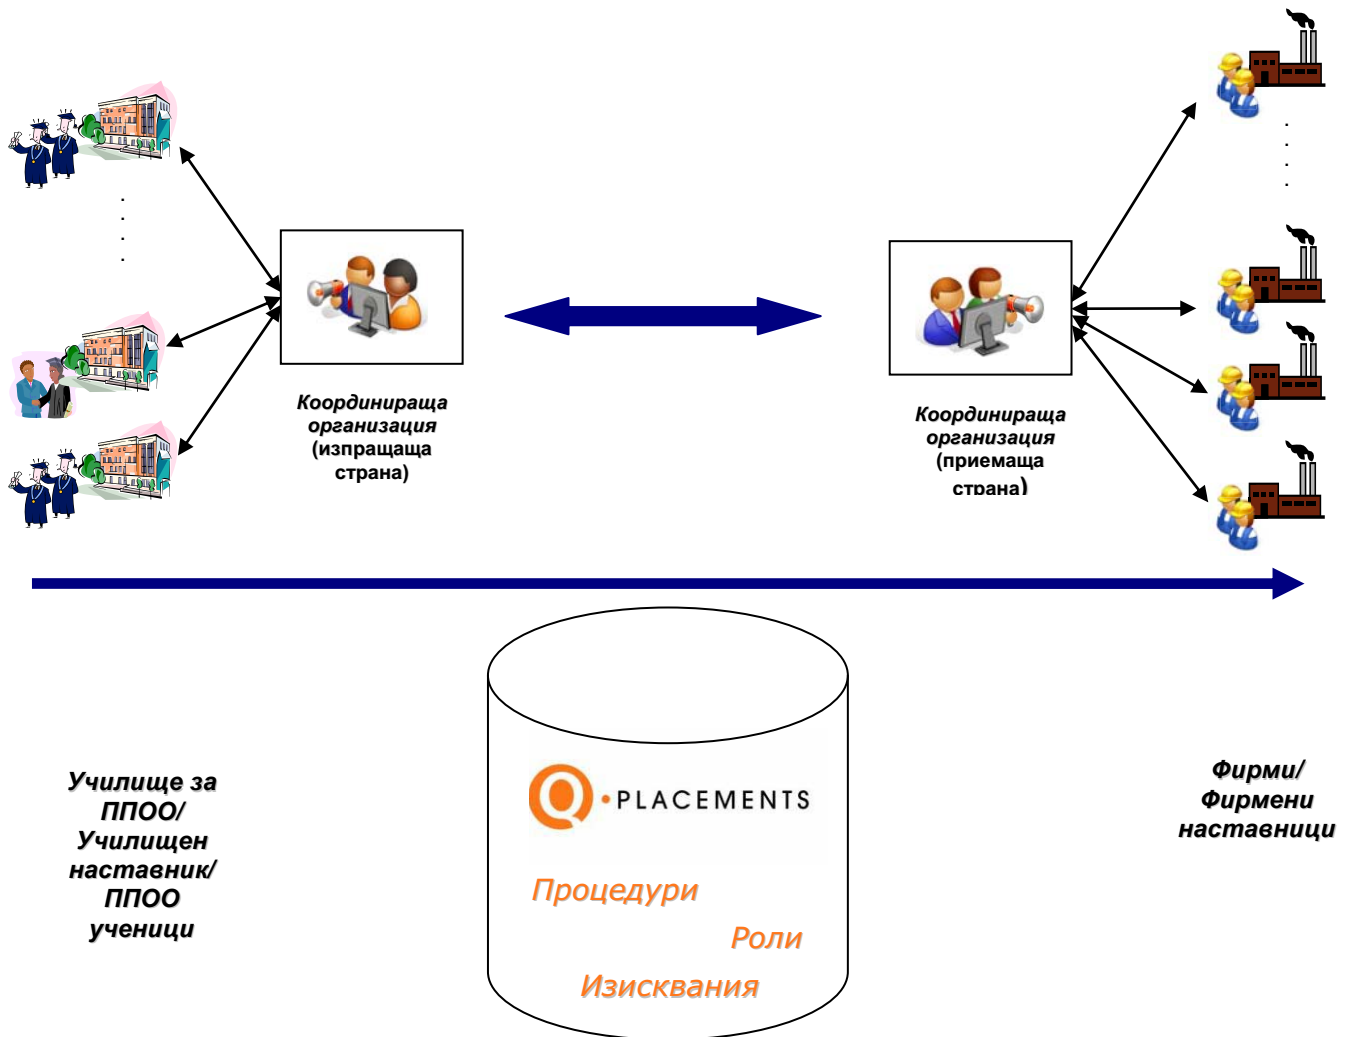 Координираща
организация
(изпращаща
страна)
Координираща
организация
(приемаща
страна)
Училище за
ППОО/
Училищен
наставник/
ППОО
ученици
Q·PLACEMENTS
Процедури
Роли
Изисквания
Фирми/
Фирмени
наставници